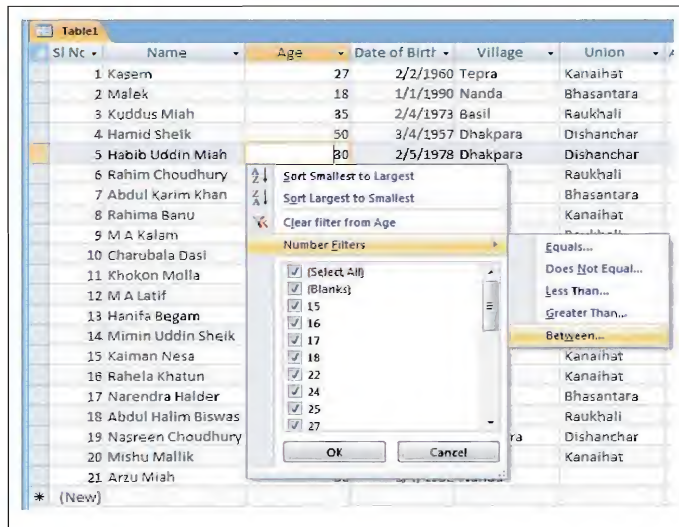 Table1
Sl Nc Name Age Date of Birth Village Union
1 Kasem 27 2/2/1960 Tepra Kanaihat
2 Malek 18 1/1/1990 Nanda Bhasantara
3 Kuddus Miah 35 2/4/1973 Basil Raukhali
4 Hamid Sheik 50 3/4/1957 Dhakpara Dishanchar
5 Habib Uddin Miah 30 2/5/1978 Dhakpara Dishanchar
6 Rahim Choudhury Raukhali
7 Abdul Karim Khan Bhasantara
8 Rahima Banu Kanaihat
9 M A Kalam
10 Charubala Dasi
11 Khokon Molla
12 M A Latif
13 Hanifa Begam
14 Mimin Uddin Sheik
15 Kaiman Nesa Kanaihat
16 Rahela Khatun Kanaihat
17 Narendra Halder Bhasantara
18 Abdul Halim Biswas Raukhali
19 Nasreen Choudhury ra Dishanchar
20 Mishu Mallik Kanaihat
21 Arzu Miah
(New)
Sort Smallest to Largest
Sort Largest to Smallest
Clear filter from Age
Number Filters
(Select All)
(Blanks)
15
16
17
18
22
24
25
27
OK Cancel
Equals...
Does Not Equal...
Less Than...
Greater Than...
Between...